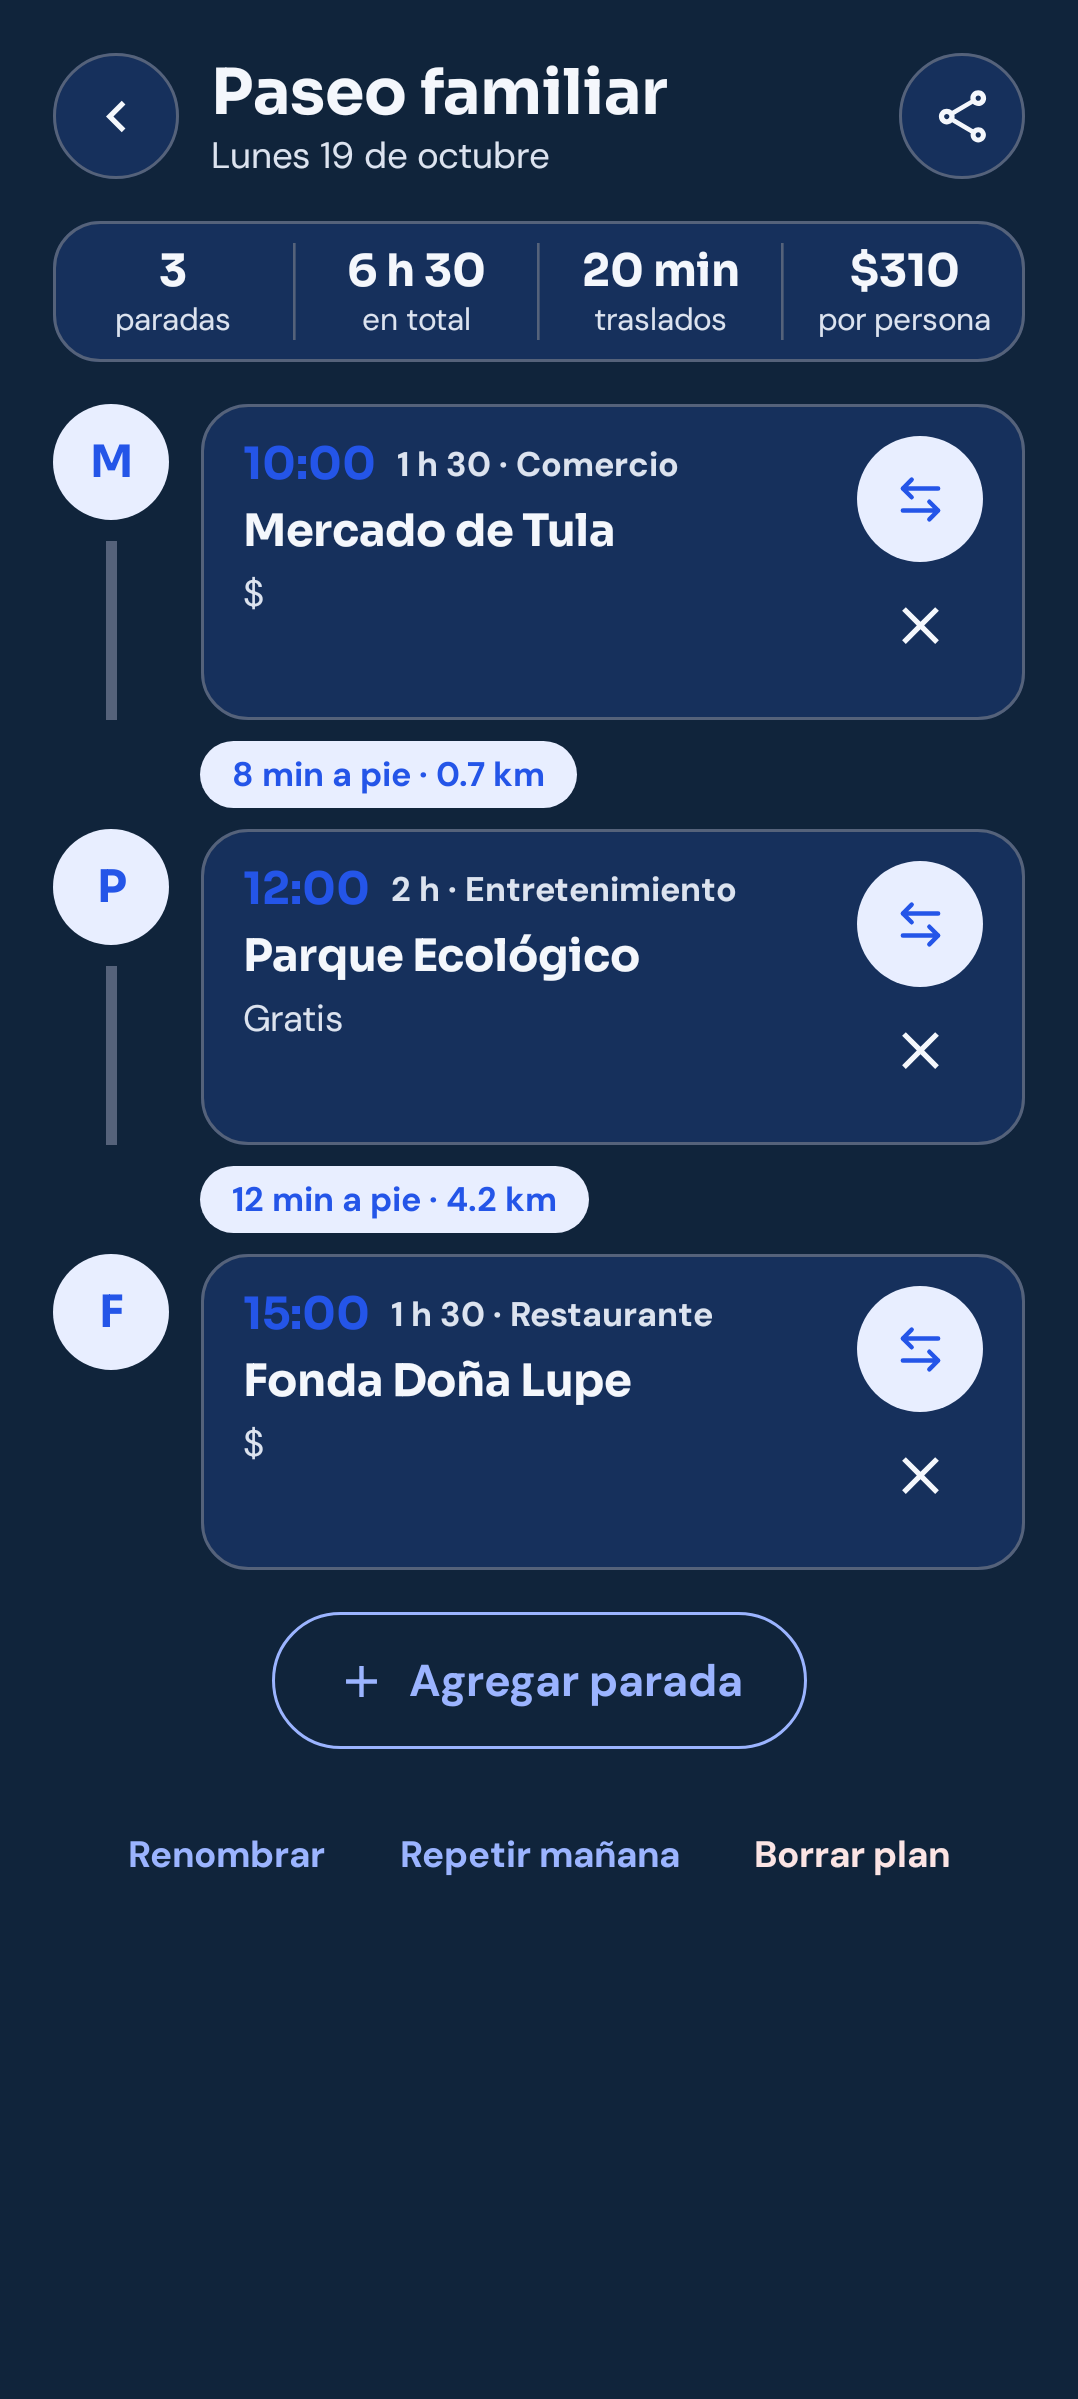 Paseo familiar
Lunes 19 de octubre
3
paradas
6 h 30
en total
20 min
traslados
$310
por persona
M
10:00 1 h 30 · Comercio
Mercado de Tula
$
8 min a pie · 0.7 km
P
12:00 2 h · Entretenimiento
Parque Ecológico
Gratis
12 min a pie · 4.2 km
F
15:00 1 h 30 · Restaurante
Fonda Doña Lupe
$
+ Agregar parada
Renombrar
Repetir mañana
Borrar plan